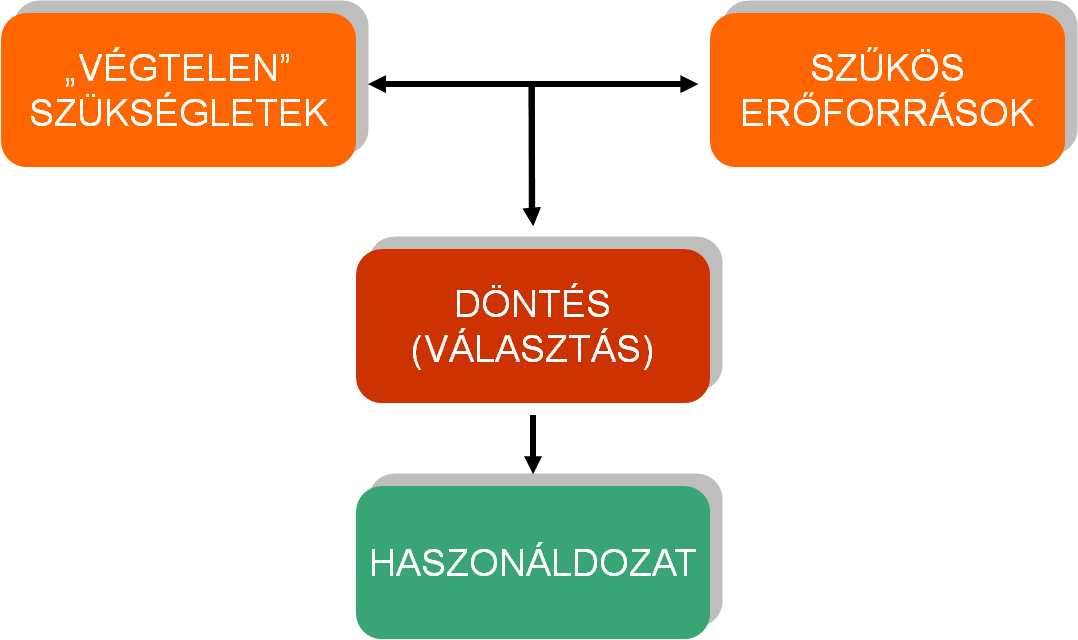 „VÉGTELEN”
SZÜKSÉGLETEK
SZŰKÖS
ERŐFORRÁSOK
DÖNTÉS
(VÁLASZTÁS)
HASZONÁLDOZAT